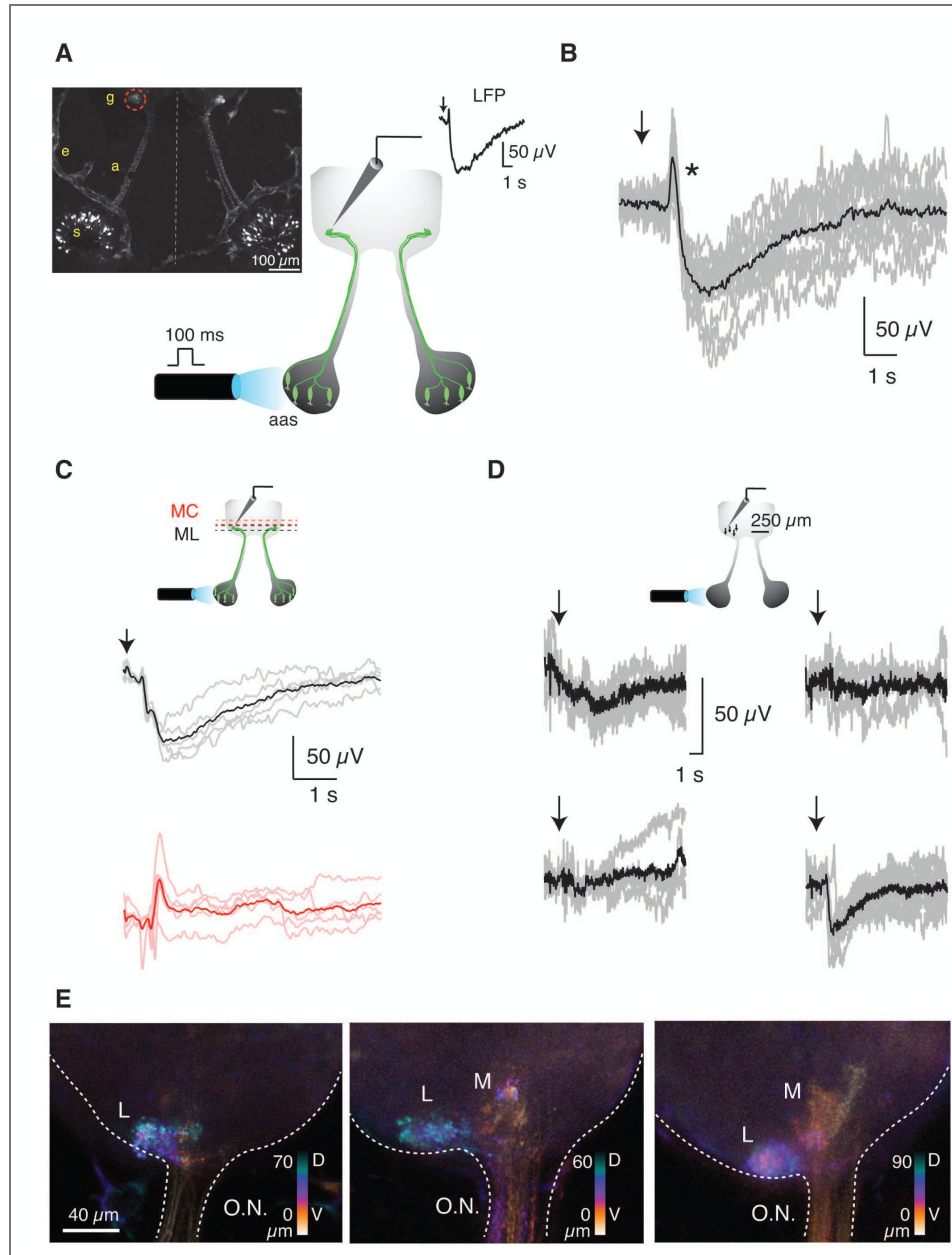 A
g
e
a
s
100 µm
LFP
50 µV
1 s
100 ms
aas
B
*
50 µV
1 s
C
MC
ML
50 µV
1 s
D
250 µm
50 µV
1 s
E
L
70 D
0 V
µm
O.N.
40 µm
M
L
60 D
0 V
µm
O.N.
M
L
90 D
0 V
µm
O.N.